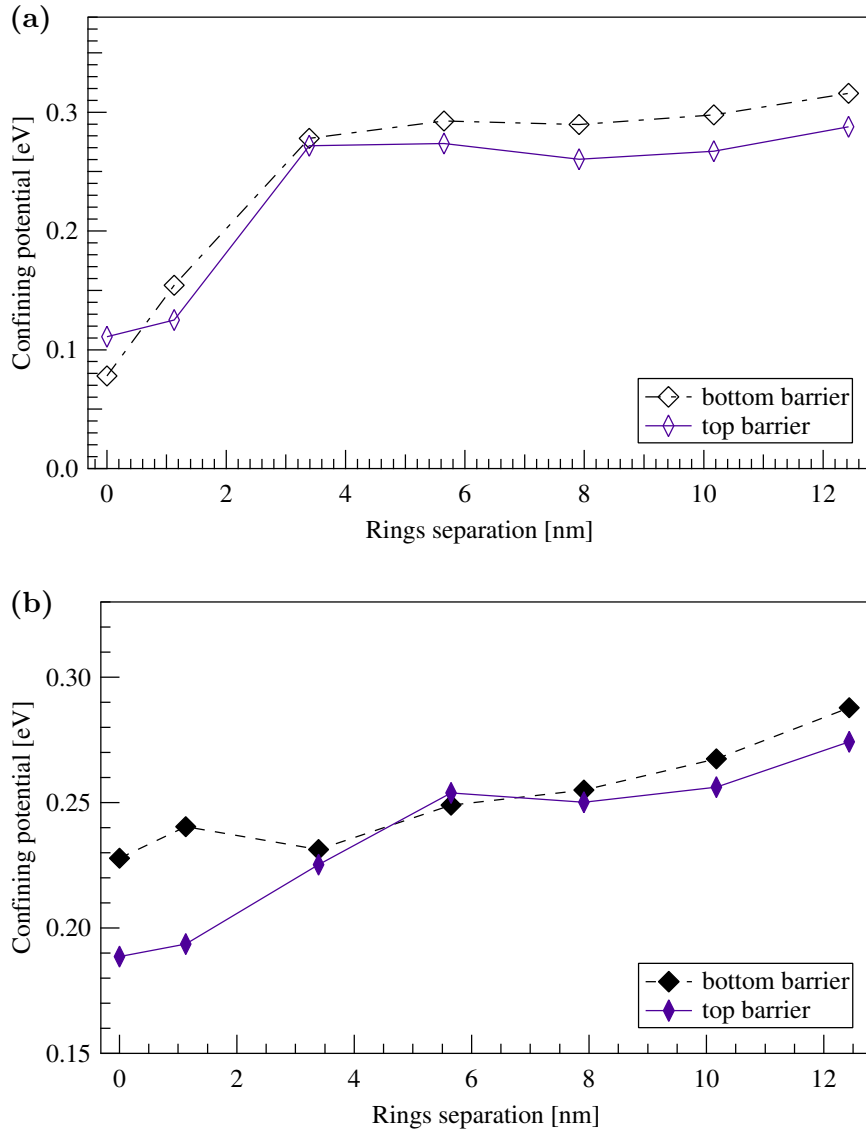 (a)
Confining potential [eV]
0.3
0.2
0.1
0.0
bottom barrier
top barrier
0 2 4 6 8 10 12
Rings separation [nm]
(b)
Confining potential [eV]
0.30
0.25
0.20
0.15
bottom barrier
top barrier
0 2 4 6 8 10 12
Rings separation [nm]